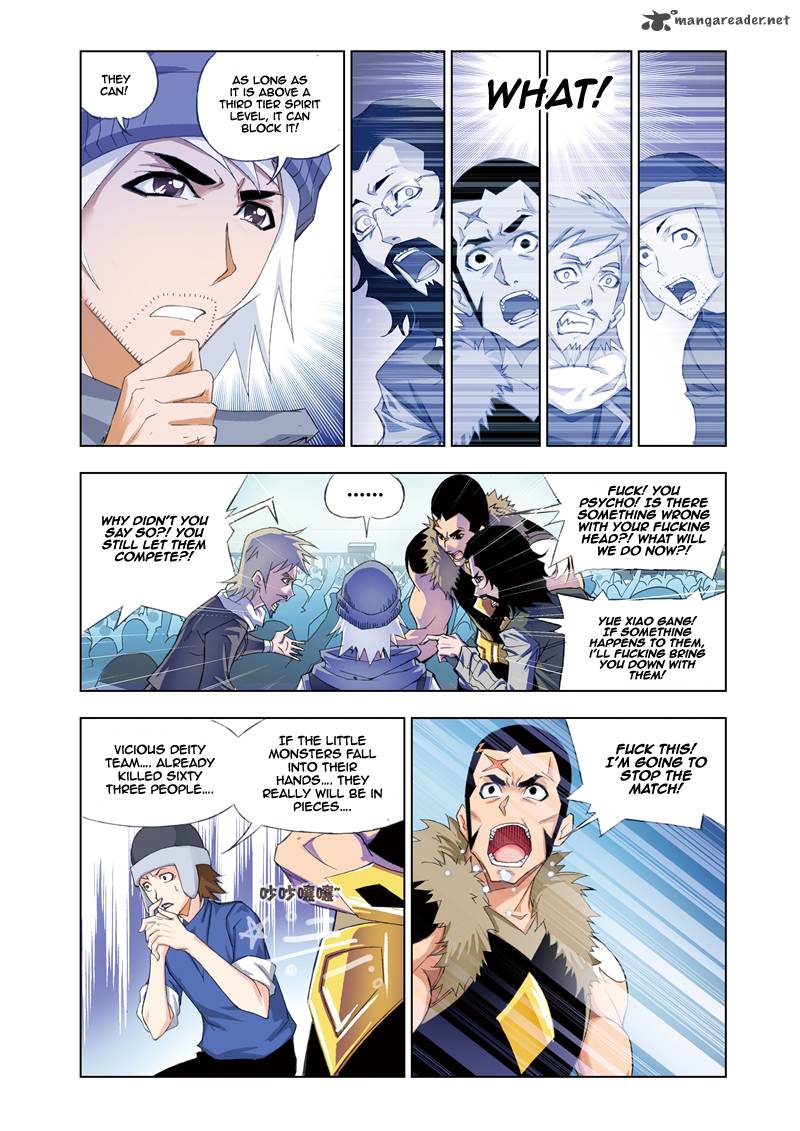 mangareader.net
THEY
CAN!
AS LONG AS
IT IS ABOVE A
THIRD TIER SPIRIT
LEVEL, IT CAN
BLOCK IT!
WHAT!
WHY DIDN'T YOU
SAY SO?! YOU
STILL LET THEM
COMPETE?!
......
FUCK! YOU
PSYCHO! IS THERE
SOMETHING WRONG
WITH YOUR FUCKING
HEAD?! WHAT WILL
WE DO NOW?!
YUE XIAO GANG!
IF SOMETHING
HAPPENS TO THEM,
I'LL FUCKING BRING
YOU DOWN WITH
THEM!
VICIOUS DEITY
TEAM.... ALREADY
KILLED SIXTY
THREE PEOPLE....
IF THE LITTLE
MONSTERS FALL
INTO THEIR
HANDS.... THEY
REALLY WILL BE IN
PIECES....
咔咔嚷嚷~
FUCK THIS!
I'M GOING TO
STOP THE
MATCH!